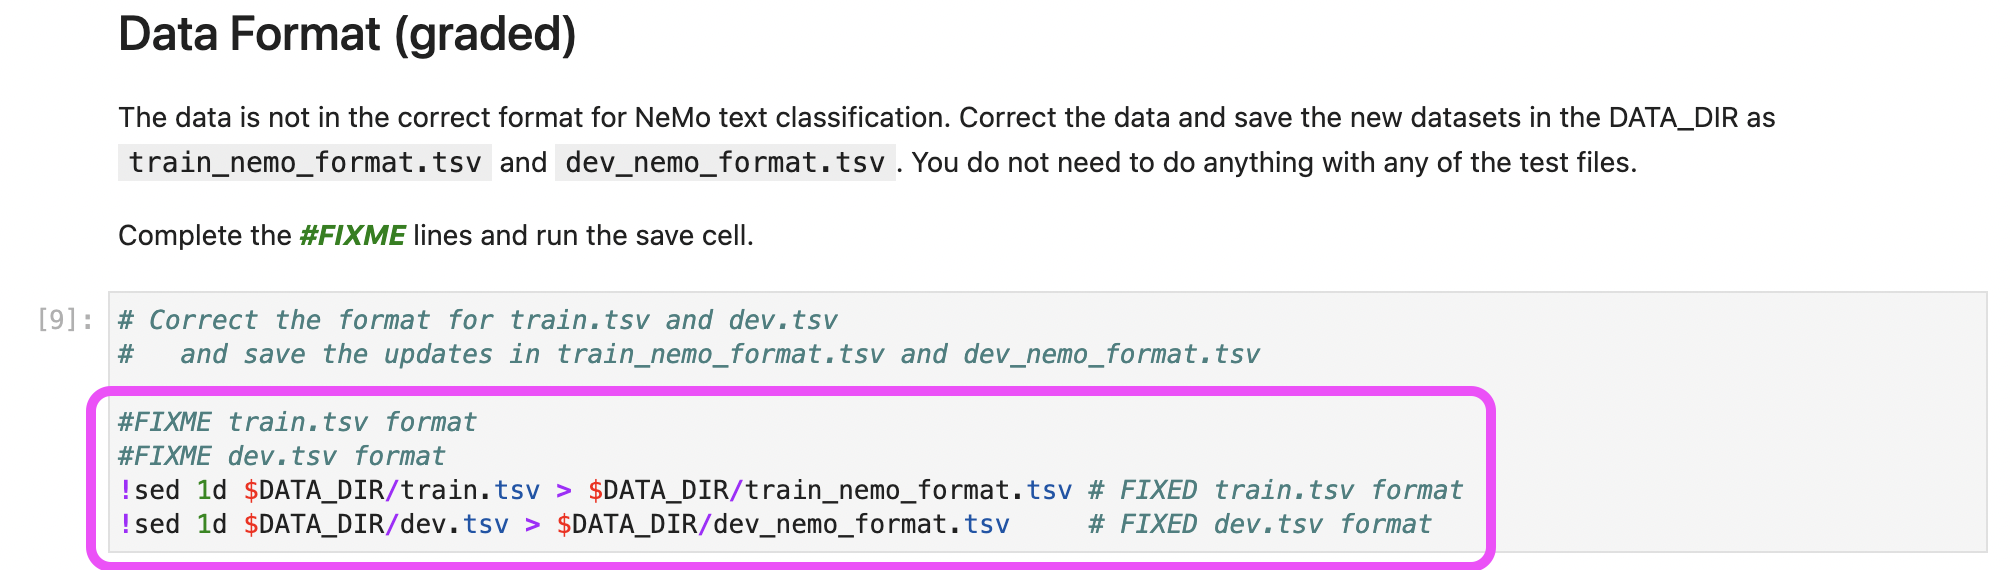 Data Format (graded)
The data is not in the correct format for NeMo text classification. Correct the data and save the new datasets in the DATA_DIR as
train_nemo_format.tsv and dev_nemo_format.tsv . You do not need to do anything with any of the test files.
Complete the #FIXME lines and run the save cell.
[9]: # Correct the format for train.tsv and dev.tsv
#   and save the updates in train_nemo_format.tsv and dev_nemo_format.tsv
#FIXME train.tsv format
#FIXME dev.tsv format
!sed 1d $DATA_DIR/train.tsv > $DATA_DIR/train_nemo_format.tsv # FIXED train.tsv format
!sed 1d $DATA_DIR/dev.tsv > $DATA_DIR/dev_nemo_format.tsv     # FIXED dev.tsv format